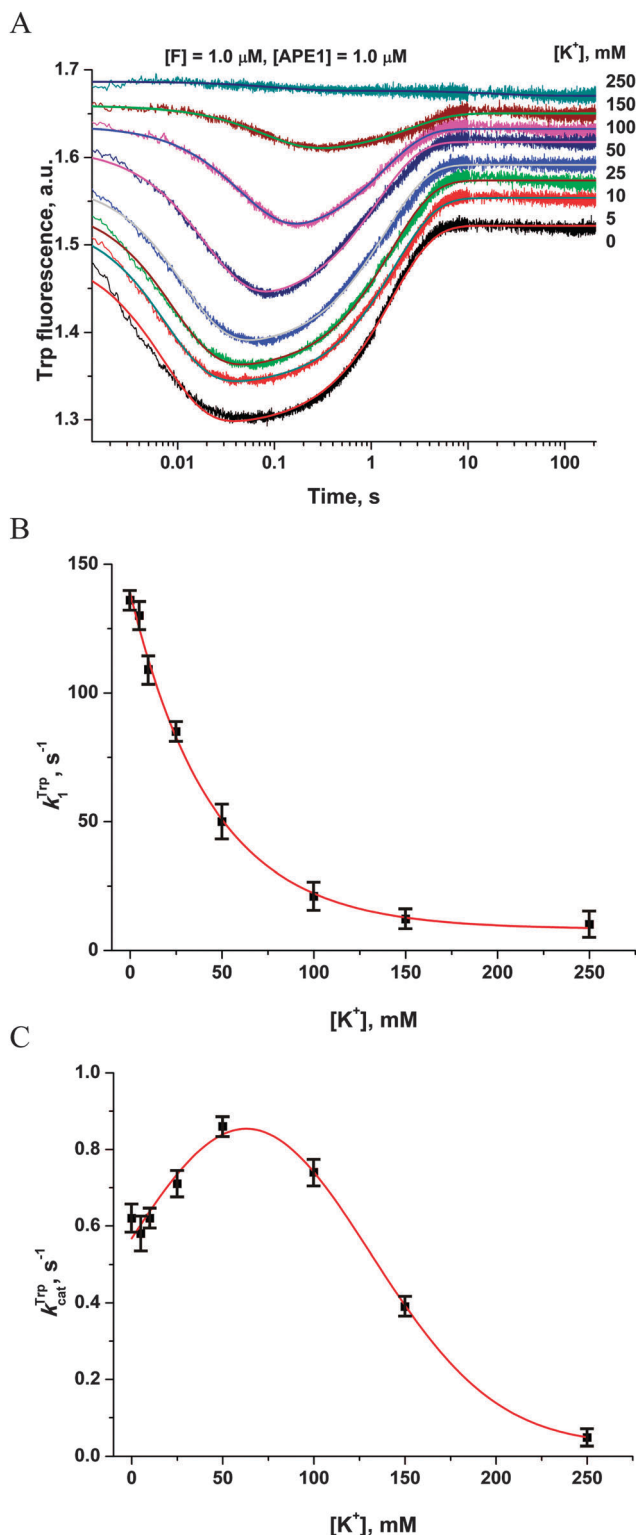 A
[F] = 1.0 μM, [APE1] = 1.0 μM
[K⁺], mM
1.7
1.6
1.5
1.4
1.3
Trp fluorescence, a.u.
250
150
100
50
25
10
5
0
0.01 0.1 1 10 100
Time, s
B
150
100
50
0
k₁ᵀʳᵖ, s⁻¹
0 50 100 150 200 250
[K⁺], mM
C
1.0
0.8
0.6
0.4
0.2
0.0
k_cat^Trp, s⁻¹
0 50 100 150 200 250
[K⁺], mM